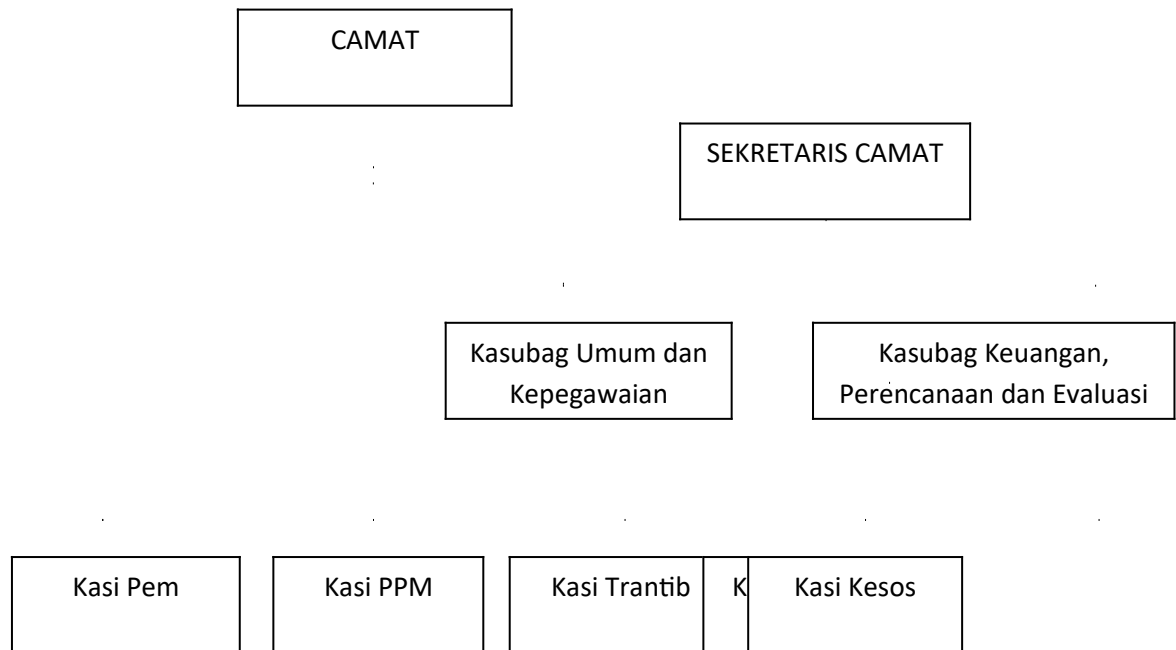 CAMAT
SEKRETARIS CAMAT
Kasubag Umum dan
Kepegawaian
Kasubag Keuangan,
Perencanaan dan Evaluasi
Kasi Pem
Kasi PPM
Kasi Trantib
K
Kasi Kesos